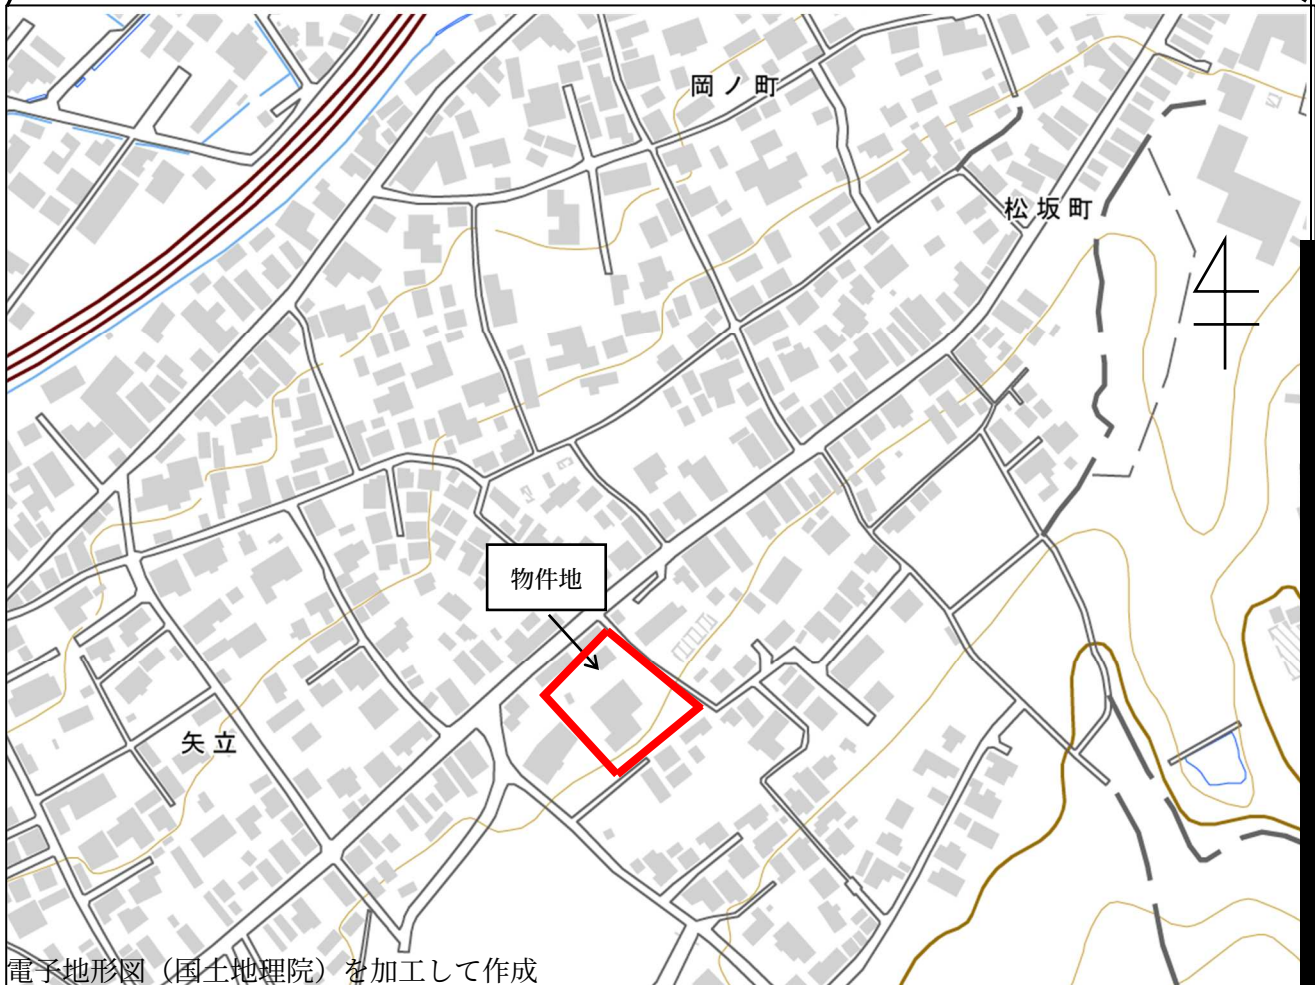 岡ノ町
松坂町
物件地
矢立
電子地形図（国土地理院）を加工して作成